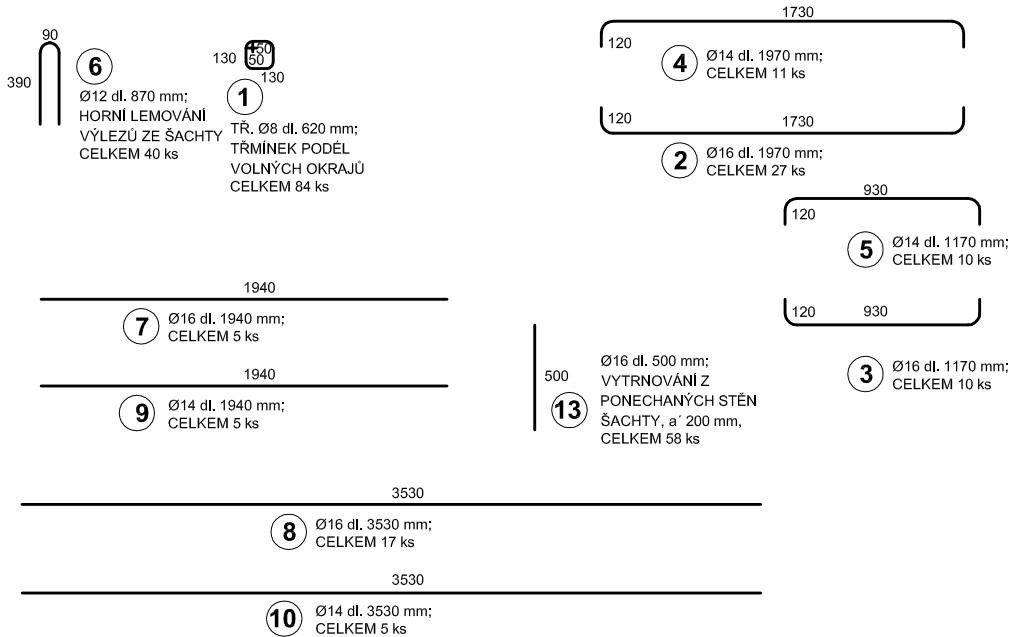 90
390
6
Ø12 dl. 870 mm;
HORNÍ LEMOVÁNÍ
VÝLEZŮ ZE ŠACHTY
CELKEM 40 ks
50
50
130
130
1
TŘ. Ø8 dl. 620 mm;
TŘMÍNEK PODÉL
VOLNÝCH OKRAJŮ
CELKEM 84 ks
1730
120
4
Ø14 dl. 1970 mm;
CELKEM 11 ks
120
1730
2
Ø16 dl. 1970 mm;
CELKEM 27 ks
930
120
5
Ø14 dl. 1170 mm;
CELKEM 10 ks
120
930
3
Ø16 dl. 1170 mm;
CELKEM 10 ks
1940
7
Ø16 dl. 1940 mm;
CELKEM 5 ks
1940
9
Ø14 dl. 1940 mm;
CELKEM 5 ks
500
13
Ø16 dl. 500 mm;
VYTRNOVÁNÍ Z
PONECHANÝCH STĚN
ŠACHTY, a´ 200 mm,
CELKEM 58 ks
3530
8
Ø16 dl. 3530 mm;
CELKEM 17 ks
3530
10
Ø14 dl. 3530 mm;
CELKEM 5 ks